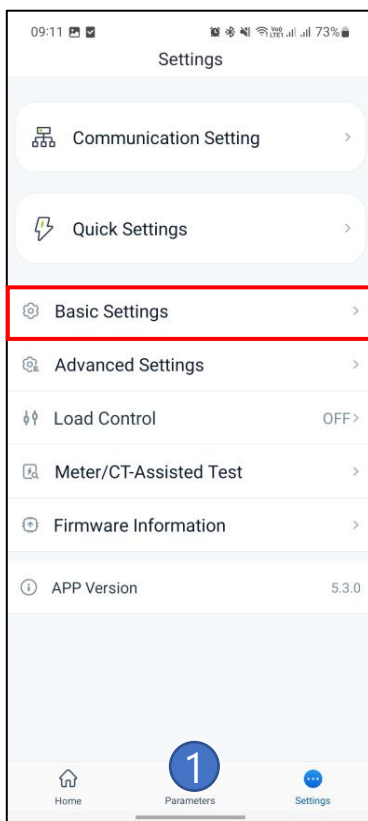 09:11 73%
Settings
Communication Setting
Quick Settings
Basic Settings
Advanced Settings
Load Control OFF
Meter/CT-Assisted Test
Firmware Information
APP Version 5.3.0
1
Home Parameters Settings